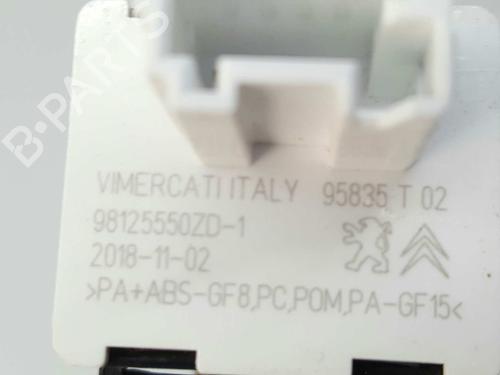 B-PARTS
VIMERCATI ITALY 95835 T 02
98125550ZD-1
2018-11-02
>PA+ABS-GF8,PC,POM,PA-GF15<